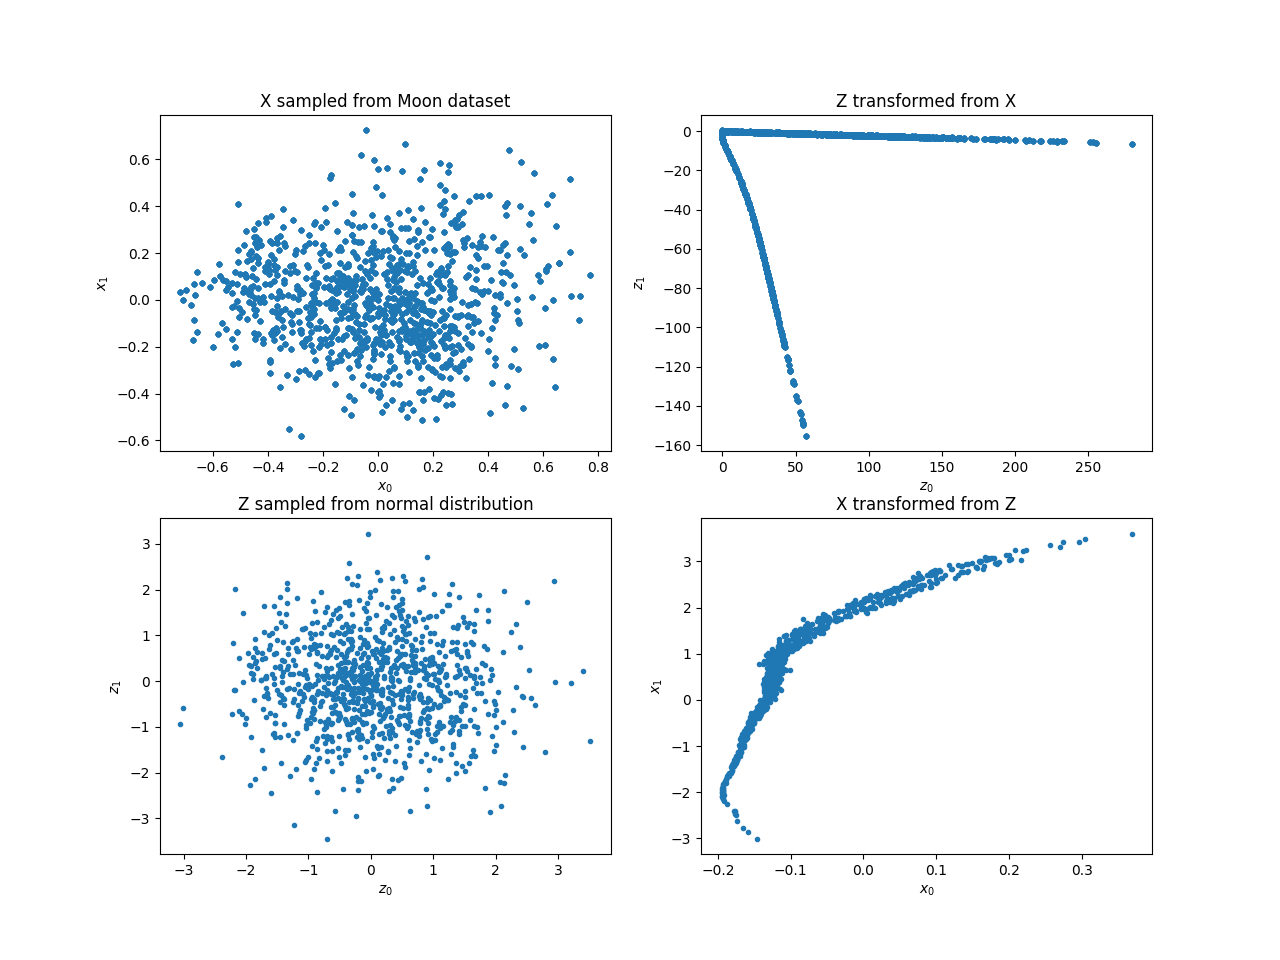 X sampled from Moon dataset
0.6
0.4
0.2
0.0
−0.2
−0.4
−0.6
x₁
−0.6 −0.4 −0.2 0.0 0.2 0.4 0.6 0.8
x₀
Z transformed from X
0
−20
−40
−60
−80
−100
−120
−140
−160
z₁
0 50 100 150 200 250
z₀
Z sampled from normal distribution
3
2
1
0
−1
−2
−3
z₁
−3 −2 −1 0 1 2 3
z₀
X transformed from Z
3
2
1
0
−1
−2
−3
x₁
−0.2 −0.1 0.0 0.1 0.2 0.3
x₀